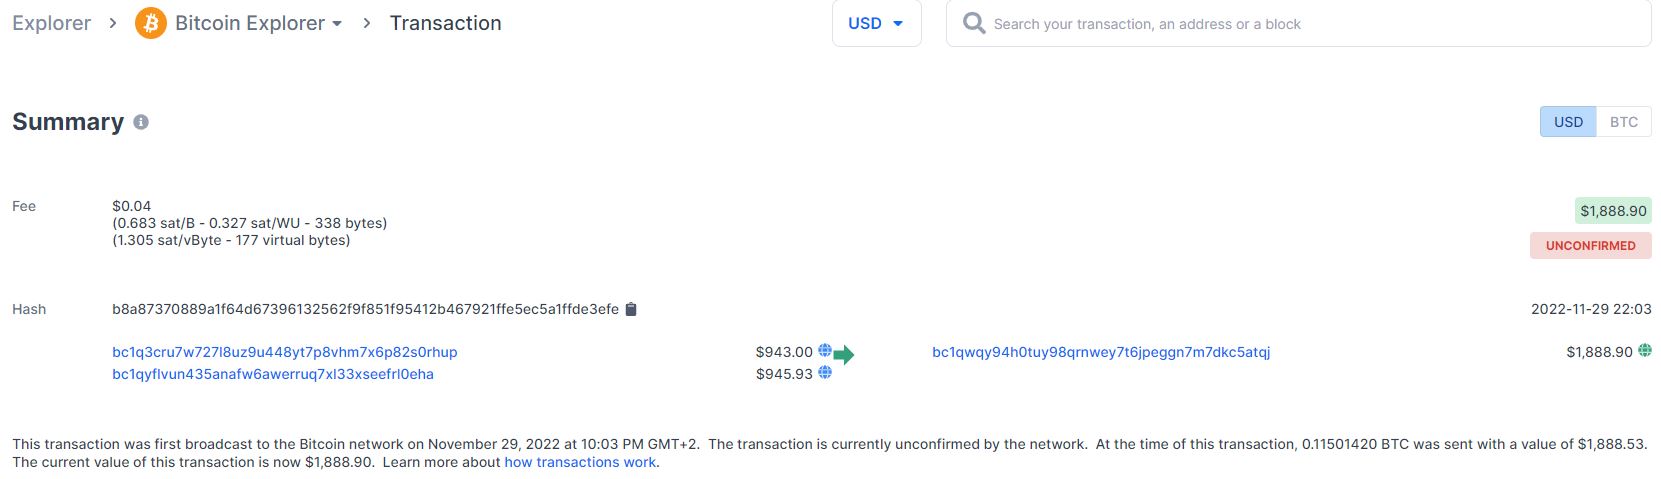 Explorer > Bitcoin Explorer > Transaction USD Search your transaction, an address or a block
Summary USD BTC
Fee $0.04 $1,888.90
(0.683 sat/B - 0.327 sat/WU - 338 bytes)
(1.305 sat/vByte - 177 virtual bytes) UNCONFIRMED
Hash b8a87370889a1f64d67396132562f9f851f95412b467921ffe5ec5a1ffde3efe 2022-11-29 22:03
bc1q3cru7w727l8uz9u448yt7p8vhm7x6p82s0rhup $943.00 bc1qwqy94h0tuy98qrnwey7t6jpeggn7m7dkc5atqj $1,888.90
bc1qyflvun435anafw6awerruq7xl33xseefrl0eha $945.93
This transaction was first broadcast to the Bitcoin network on November 29, 2022 at 10:03 PM GMT+2. The transaction is currently unconfirmed by the network. At the time of this transaction, 0.11501420 BTC was sent with a value of $1,888.53.
The current value of this transaction is now $1,888.90. Learn more about how transactions work.